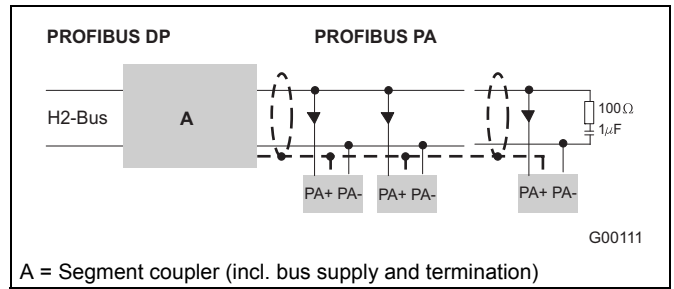 PROFIBUS DP PROFIBUS PA
H2-Bus A 100Ω
1µF
PA+ PA- PA+ PA- PA+ PA-
G00111
A = Segment coupler (incl. bus supply and termination)